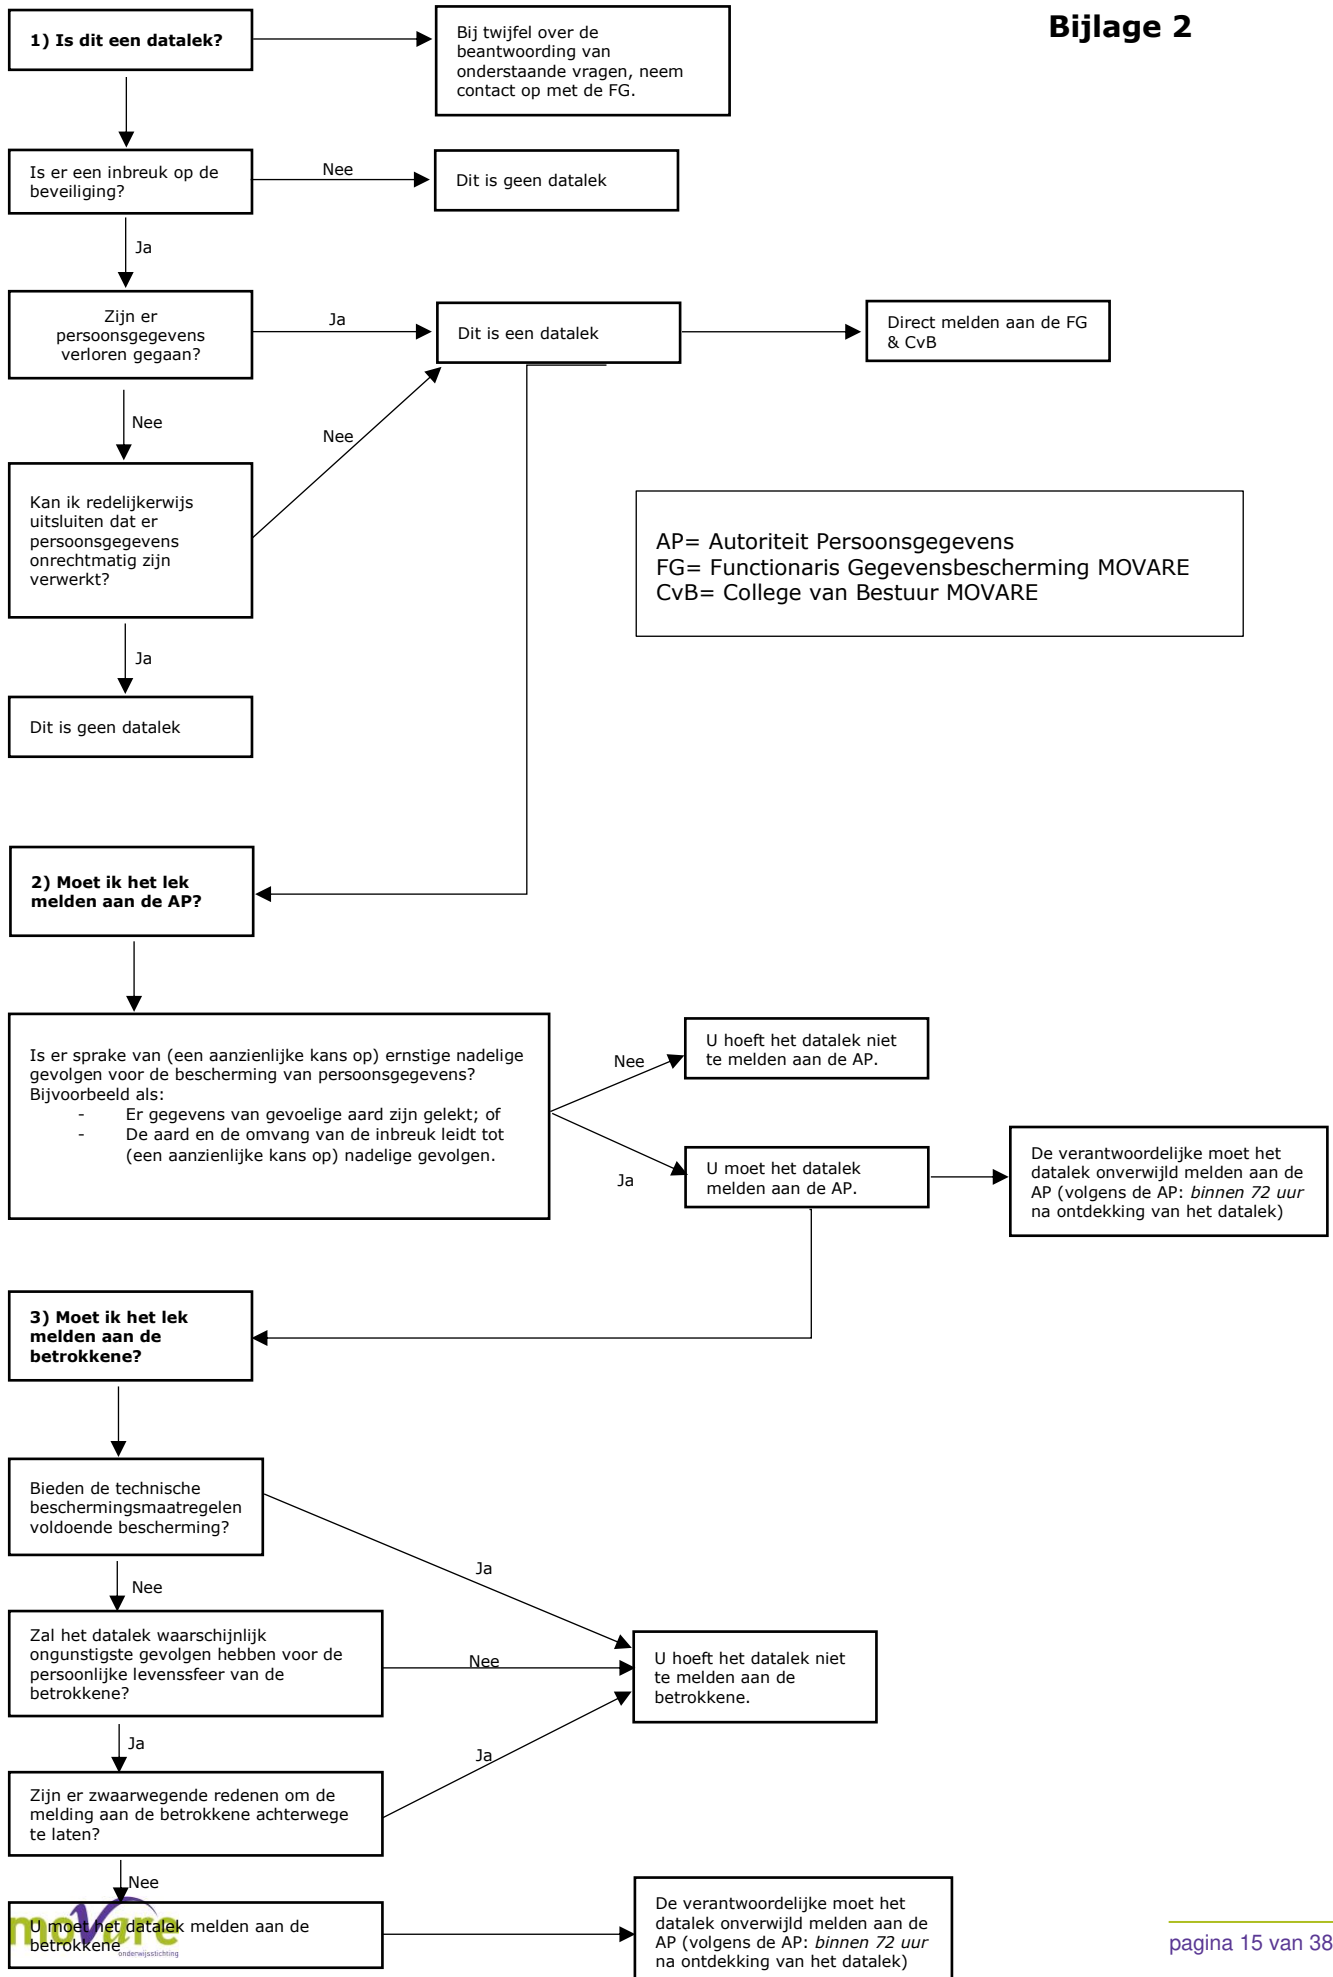 Bijlage 2
1) Is dit een datalek?
Bij twijfel over de
beantwoording van
onderstaande vragen, neem
contact op met de FG.
Is er een inbreuk op de
beveiliging?
Nee
Dit is geen datalek
Ja
Zijn er
persoonsgegevens
verloren gegaan?
Ja
Dit is een datalek
Direct melden aan de FG
& CvB
Nee
Nee
Kan ik redelijkerwijs
uitsluiten dat er
persoonsgegevens
onrechtmatig zijn
verwerkt?
AP= Autoriteit Persoonsgegevens
FG= Functionaris Gegevensbescherming MOVARE
CvB= College van Bestuur MOVARE
Ja
Dit is geen datalek
2) Moet ik het lek
melden aan de AP?
Is er sprake van (een aanzienlijke kans op) ernstige nadelige
gevolgen voor de bescherming van persoonsgegevens?
Bijvoorbeeld als:
- Er gegevens van gevoelige aard zijn gelekt; of
- De aard en de omvang van de inbreuk leidt tot
(een aanzienlijke kans op) nadelige gevolgen.
Nee
U hoeft het datalek niet
te melden aan de AP.
Ja
U moet het datalek
melden aan de AP.
De verantwoordelijke moet het
datalek onverwijld melden aan de
AP (volgens de AP: binnen 72 uur
na ontdekking van het datalek)
3) Moet ik het lek
melden aan de
betrokkene?
Bieden de technische
beschermingsmaatregelen
voldoende bescherming?
Ja
Nee
Zal het datalek waarschijnlijk
ongunstigste gevolgen hebben voor de
persoonlijke levenssfeer van de
betrokkene?
Nee
U hoeft het datalek niet
te melden aan de
betrokkene.
Ja
Ja
Zijn er zwaarwegende redenen om de
melding aan de betrokkene achterwege
te laten?
Nee
U moet het datalek melden aan de
betrokkene
De verantwoordelijke moet het
datalek onverwijld melden aan de
AP (volgens de AP: binnen 72 uur
na ontdekking van het datalek)
movare
onderwijsstichting
pagina 15 van 38